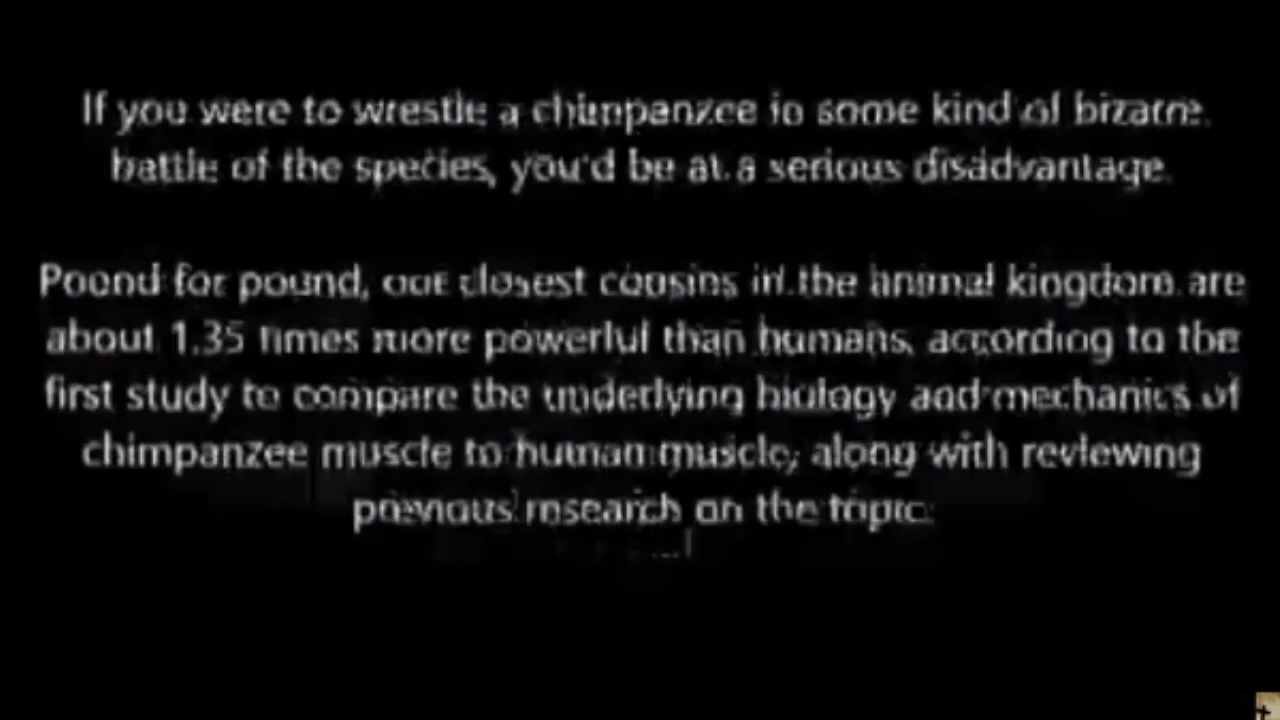 If you were to wrestle a chimpanzee in some kind of bizarre
battle of the species, you'd be at a serious disadvantage.
Pound for pound, our closest cousins in the animal kingdom are
about 1.35 times more powerful than humans, according to the
first study to compare the underlying biology and mechanics of
chimpanzee muscle to human muscle, along with reviewing
previous research on the topic.